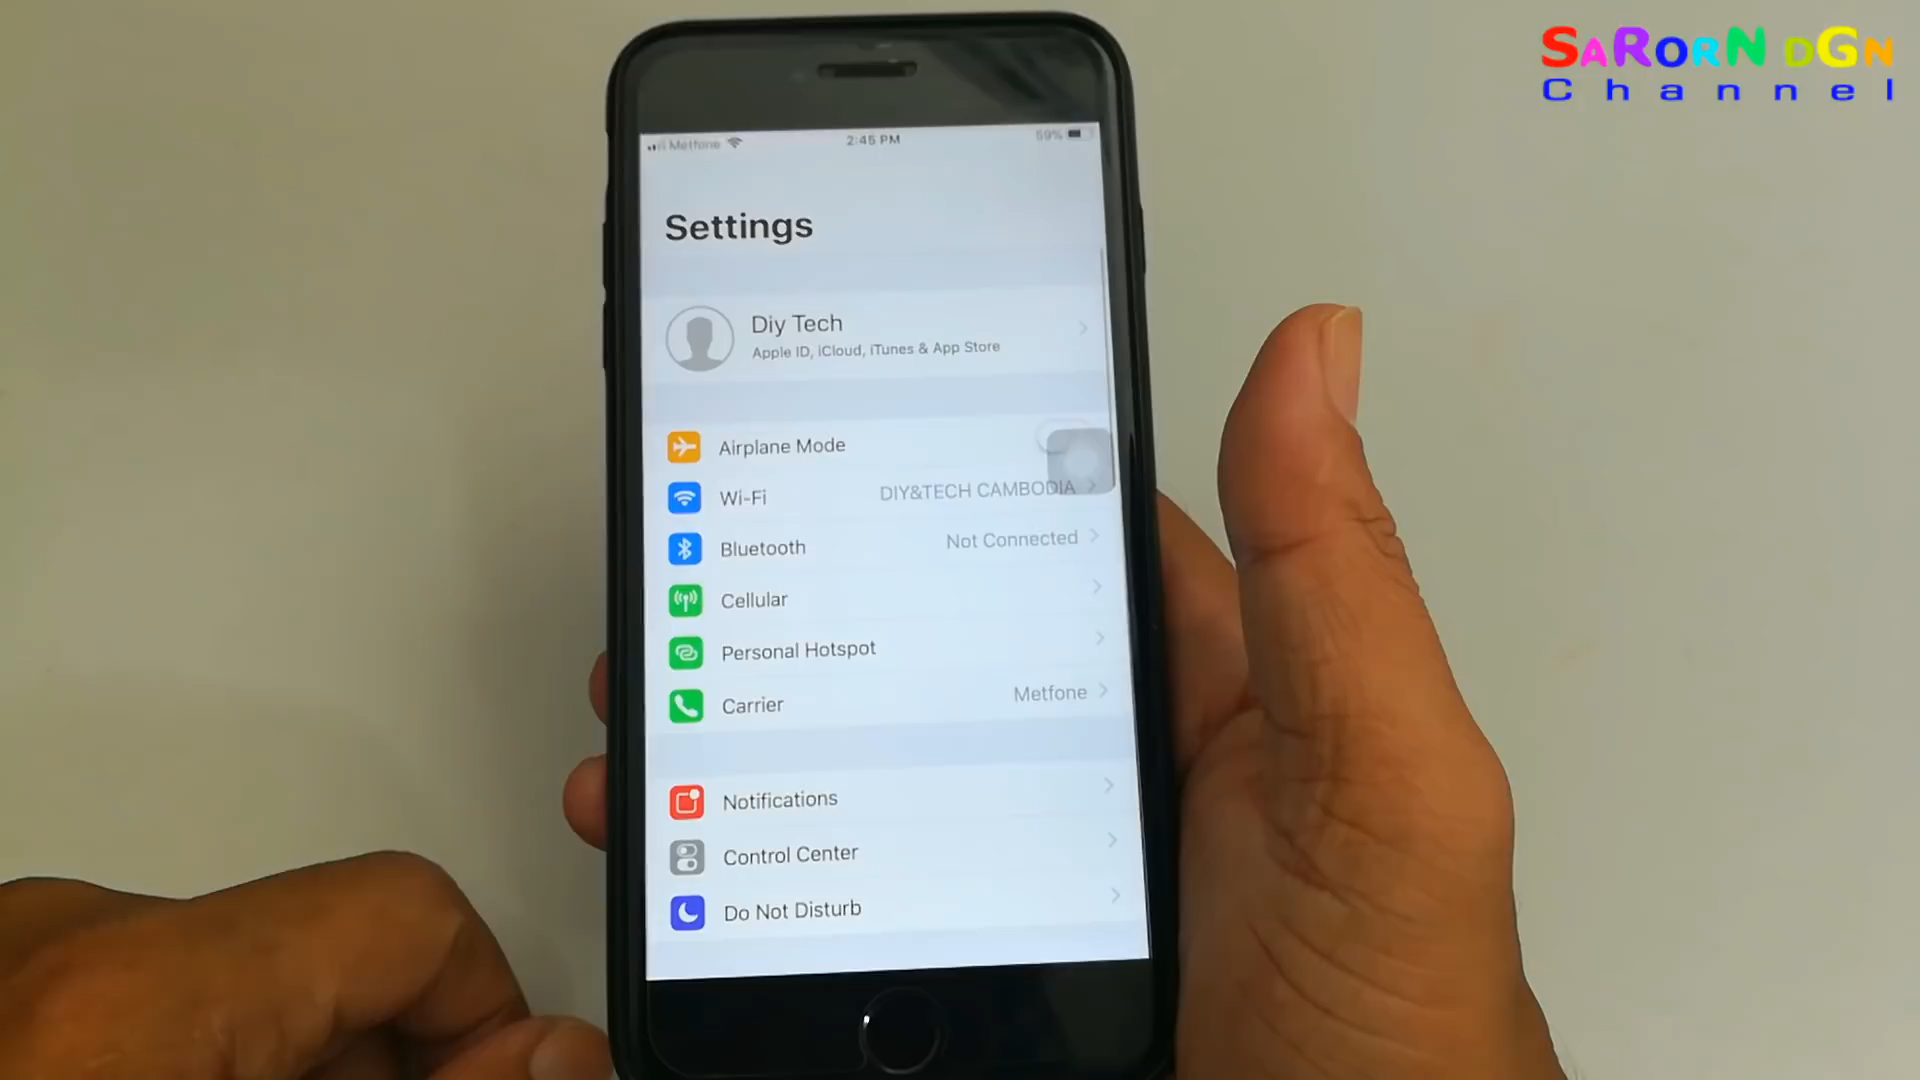 SaRorN DGN
Channel
Metfone 2:45 PM 59%
Settings
Diy Tech
Apple ID, iCloud, iTunes & App Store
Airplane Mode
Wi-Fi DIY&TECH CAMBODIA
Bluetooth Not Connected
Cellular
Personal Hotspot
Carrier Metfone
Notifications
Control Center
Do Not Disturb